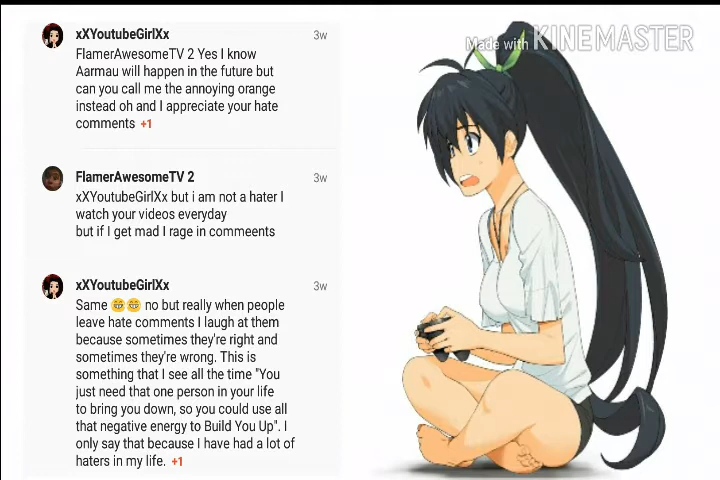 xXYoutubeGirlXx 3w
FlamerAwesomeTV 2 Yes I know
Aarmau will happen in the future but
can you call me the annoying orange
instead oh and I appreciate your hate
comments +1
FlamerAwesomeTV 2 3w
xXYoutubeGirlXx but i am not a hater I
watch your videos everyday
but if I get mad I rage in commeents
xXYoutubeGirlXx 3w
Same 😁😁 no but really when people
leave hate comments I laugh at them
because sometimes they're right and
sometimes they're wrong. This is
something that I see all the time "You
just need that one person in your life
to bring you down, so you could use all
that negative energy to Build You Up". I
only say that because I have had a lot of
haters in my life. +1
Made with KINEMASTER